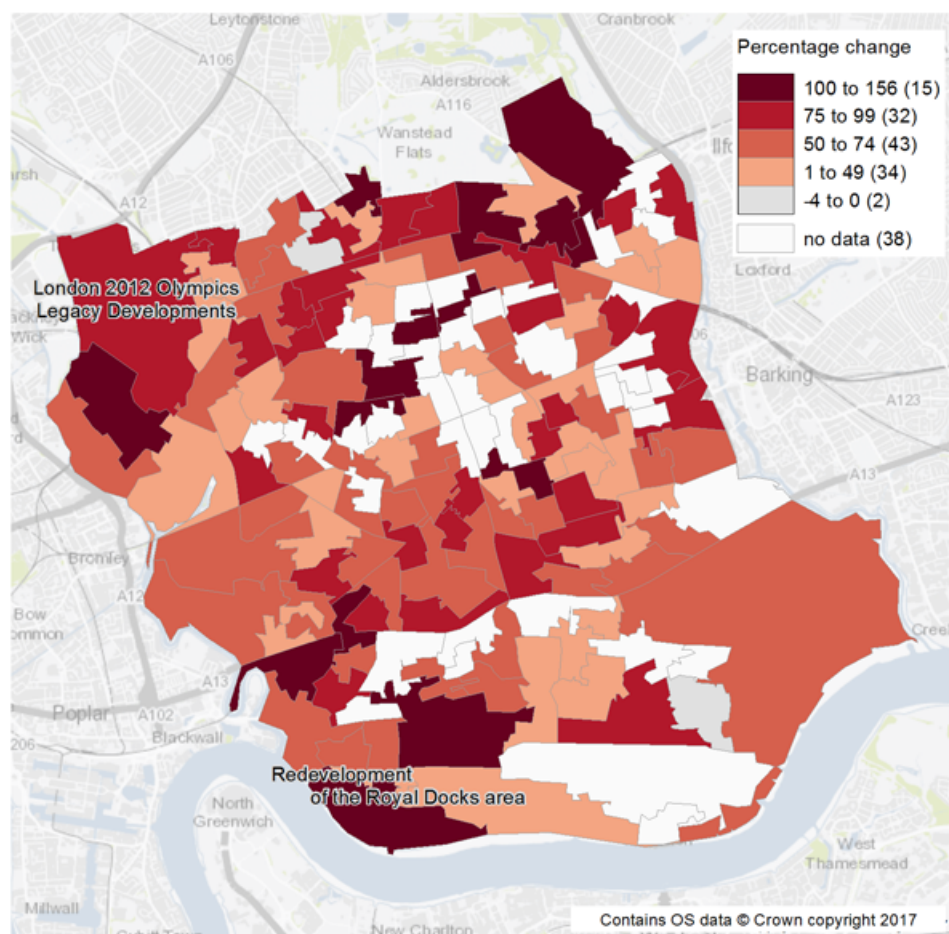 Leytonstone
Cranbrook
A106
Aldersbrook
A116
Percentage change
100 to 156 (15)
75 to 99 (32)
50 to 74 (43)
1 to 49 (34)
-4 to 0 (2)
no data (38)
Wanstead
Flats
A12
Loxford
London 2012 Olympics
Legacy Developments
Wick
Barking
A123
A13
Bromley
A12
Bow
A13
Poplar
A102
Blackwall
Redevelopment
of the Royal Docks area
North
Greenwich
West
Thamesmead
Millwall
New Charlton
Contains OS data © Crown copyright 2017